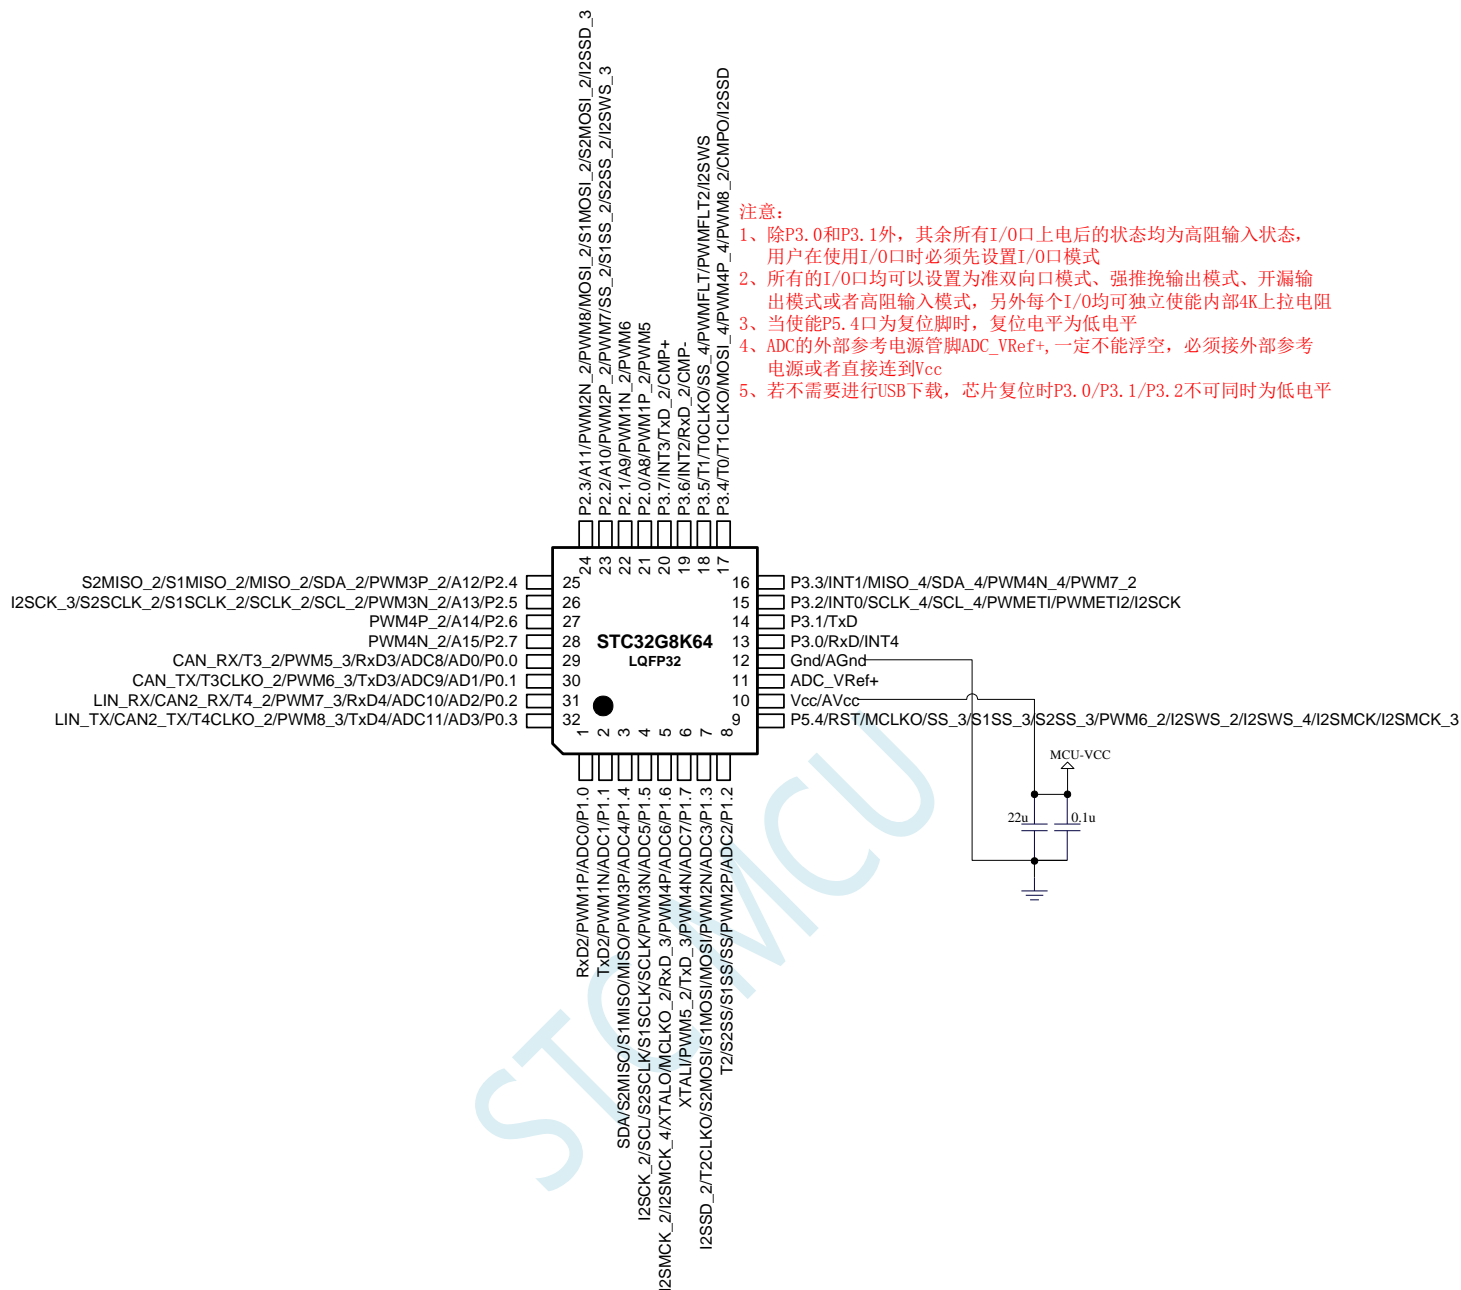 P2.3/A11/PWM2N_2/PWM8/MOSI_2/S1MOSI_2/S2MOSI_2/I2SSD_3
P2.2/A10/PWM2P_2/PWM7/SS_2/S1SS_2/S2SS_2/I2SWS_3
P2.1/A9/PWM1N_2/PWM6
P2.0/A8/PWM1P_2/PWM5
P3.7/INT3/TxD_2/CMP+
P3.6/INT2/RxD_2/CMP-
P3.5/T1/T0CLKO/SS_4/PWMFLT/PWMFLT2/I2SWS
P3.4/T0/T1CLKO/MOSI_4/PWM4P_4/PWM8_2/CMPO/I2SSD
注意:
1、除P3.0和P3.1外，其余所有I/O口上电后的状态均为高阻输入状态，
用户在使用I/O口时必须先设置I/O口模式
2、所有的I/O口均可以设置为准双向口模式、强推挽输出模式、开漏输
出模式或者高阻输入模式，另外每个I/O均可独立使能内部4K上拉电阻
3、当使能P5.4口为复位脚时，复位电平为低电平
4、ADC的外部参考电源管脚ADC_VRef+,一定不能浮空，必须接外部参考
电源或者直接连到Vcc
5、若不需要进行USB下载，芯片复位时P3.0/P3.1/P3.2不可同时为低电平
24
23
22
21
20
19
18
17
S2MISO_2/S1MISO_2/MISO_2/SDA_2/PWM3P_2/A12/P2.4
I2SCK_3/S2SCLK_2/S1SCLK_2/SCLK_2/SCL_2/PWM3N_2/A13/P2.5
PWM4P_2/A14/P2.6
PWM4N_2/A15/P2.7
CAN_RX/T3_2/PWM5_3/RxD3/ADC8/AD0/P0.0
CAN_TX/T3CLKO_2/PWM6_3/TxD3/ADC9/AD1/P0.1
LIN_RX/CAN2_RX/T4_2/PWM7_3/RxD4/ADC10/AD2/P0.2
LIN_TX/CAN2_TX/T4CLKO_2/PWM8_3/TxD4/ADC11/AD3/P0.3
25
26
27
28
29
30
31
32
STC32G8K64
LQFP32
16
15
14
13
12
11
10
9
P3.3/INT1/MISO_4/SDA_4/PWM4N_4/PWM7_2
P3.2/INT0/SCLK_4/SCL_4/PWMETI/PWMETI2/I2SCK
P3.1/TxD
P3.0/RxD/INT4
Gnd/AGnd
ADC_VRef+
Vcc/AVcc
P5.4/RST/MCLKO/SS_3/S1SS_3/S2SS_3/PWM6_2/I2SWS_2/I2SWS_4/I2SMCK/I2SMCK_3
1
2
3
4
5
6
7
8
MCU-VCC
22u
0.1u
RxD2/PWM1P/ADC0/P1.0
TxD2/PWM1N/ADC1/P1.1
SDA/S2MISO/S1MISO/MISO/PWM3P/ADC4/P1.4
I2SCK_2/SCL/S2SCLK/S1SCLK/SCLK/PWM3N/ADC5/P1.5
I2SMCK_2/I2SMCK_4/XTALO/MCLKO_2/RxD_3/PWM4P/ADC6/P1.6
XTALI/PWM5_2/TxD_3/PWM4N/ADC7/P1.7
I2SSD_2/T2CLKO/S2MOSI/S1MOSI/MOSI/PWM2N/ADC3/P1.3
T2/S2SS/S1SS/SS/PWM2P/ADC2/P1.2
STCMCU